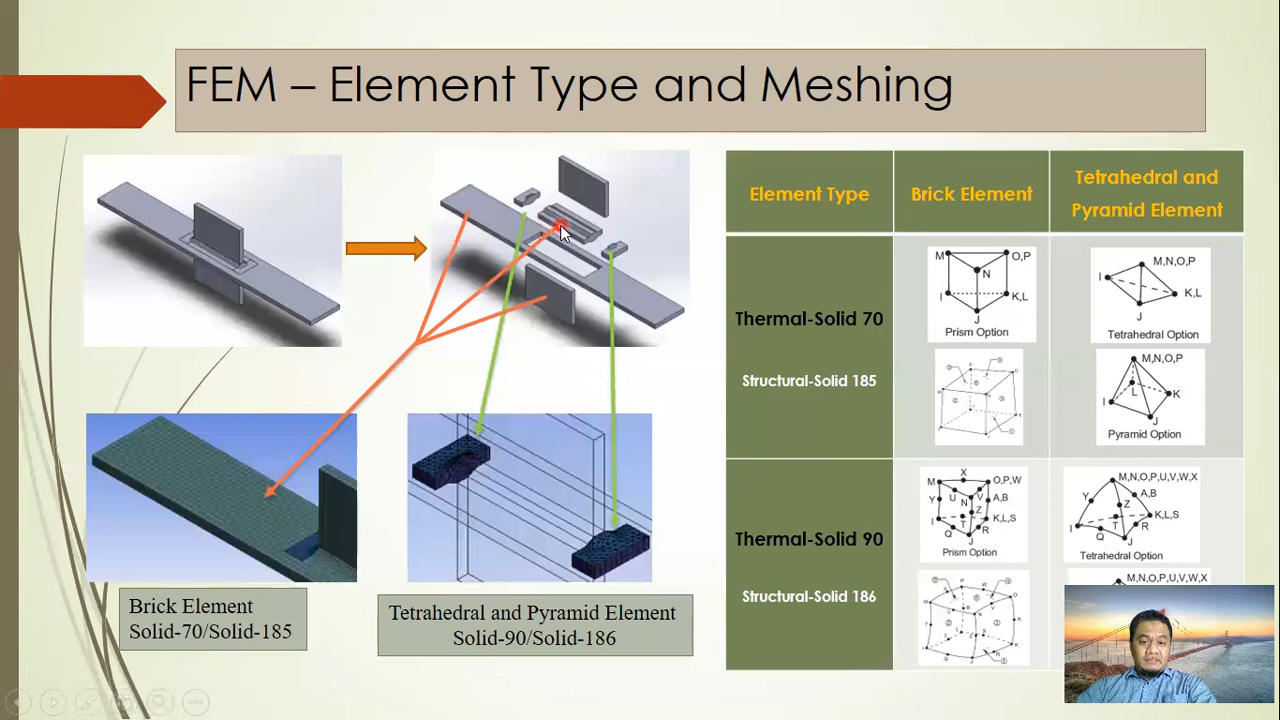 FEM – Element Type and Meshing
Brick Element
Solid-70/Solid-185
Tetrahedral and Pyramid Element
Solid-90/Solid-186
Element Type
Brick Element
Tetrahedral and
Pyramid Element
Thermal-Solid 70
Structural-Solid 185
M
O,P
N
I
K,L
J
Prism Option
M,N,O,P
I
K,L
J
Tetrahedral Option
M,N,O,P
L
K
I
J
Pyramid Option
Thermal-Solid 90
Structural-Solid 186
X
M
O,P,W
U
V
Y
N
A,B
Z
I
T
K,L,S
Q
R
J
Prism Option
M,N,O,P,U,V,W,X
Y
A,B
Z
K,L,S
T
I
R
Q
J
Tetrahedral Option
M,N,O,P,U,V,W,X